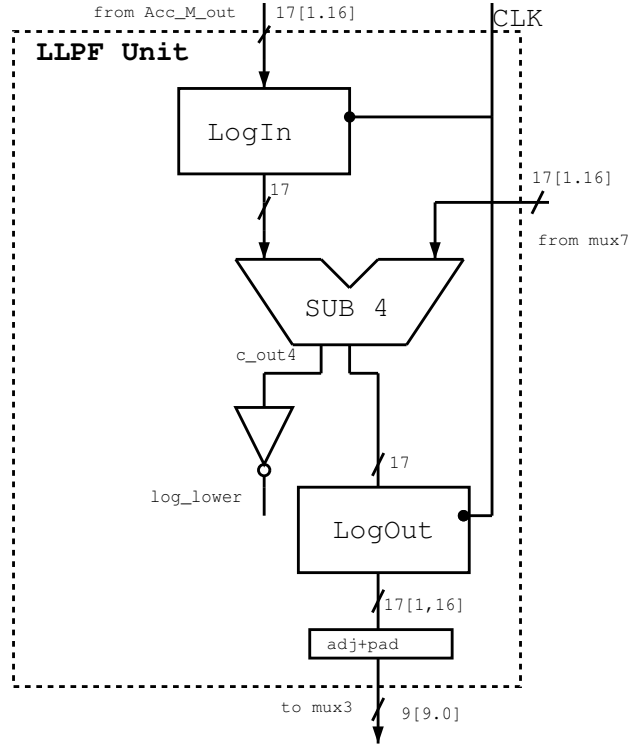 from Acc_M_out
17[1.16]
CLK
LLPF Unit
LogIn
17
17[1.16]
from mux7
SUB 4
c_out4
17
log_lower
LogOut
17[1,16]
adj+pad
to mux3
9[9.0]